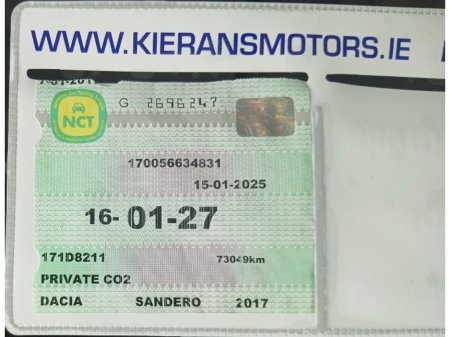 WWW.KIERANSMOTORS.IE
NCT
G 2696247
170056634831
15-01-2025
16-01-27
171D8211 73049km
PRIVATE CO2
DACIA SANDERO 2017